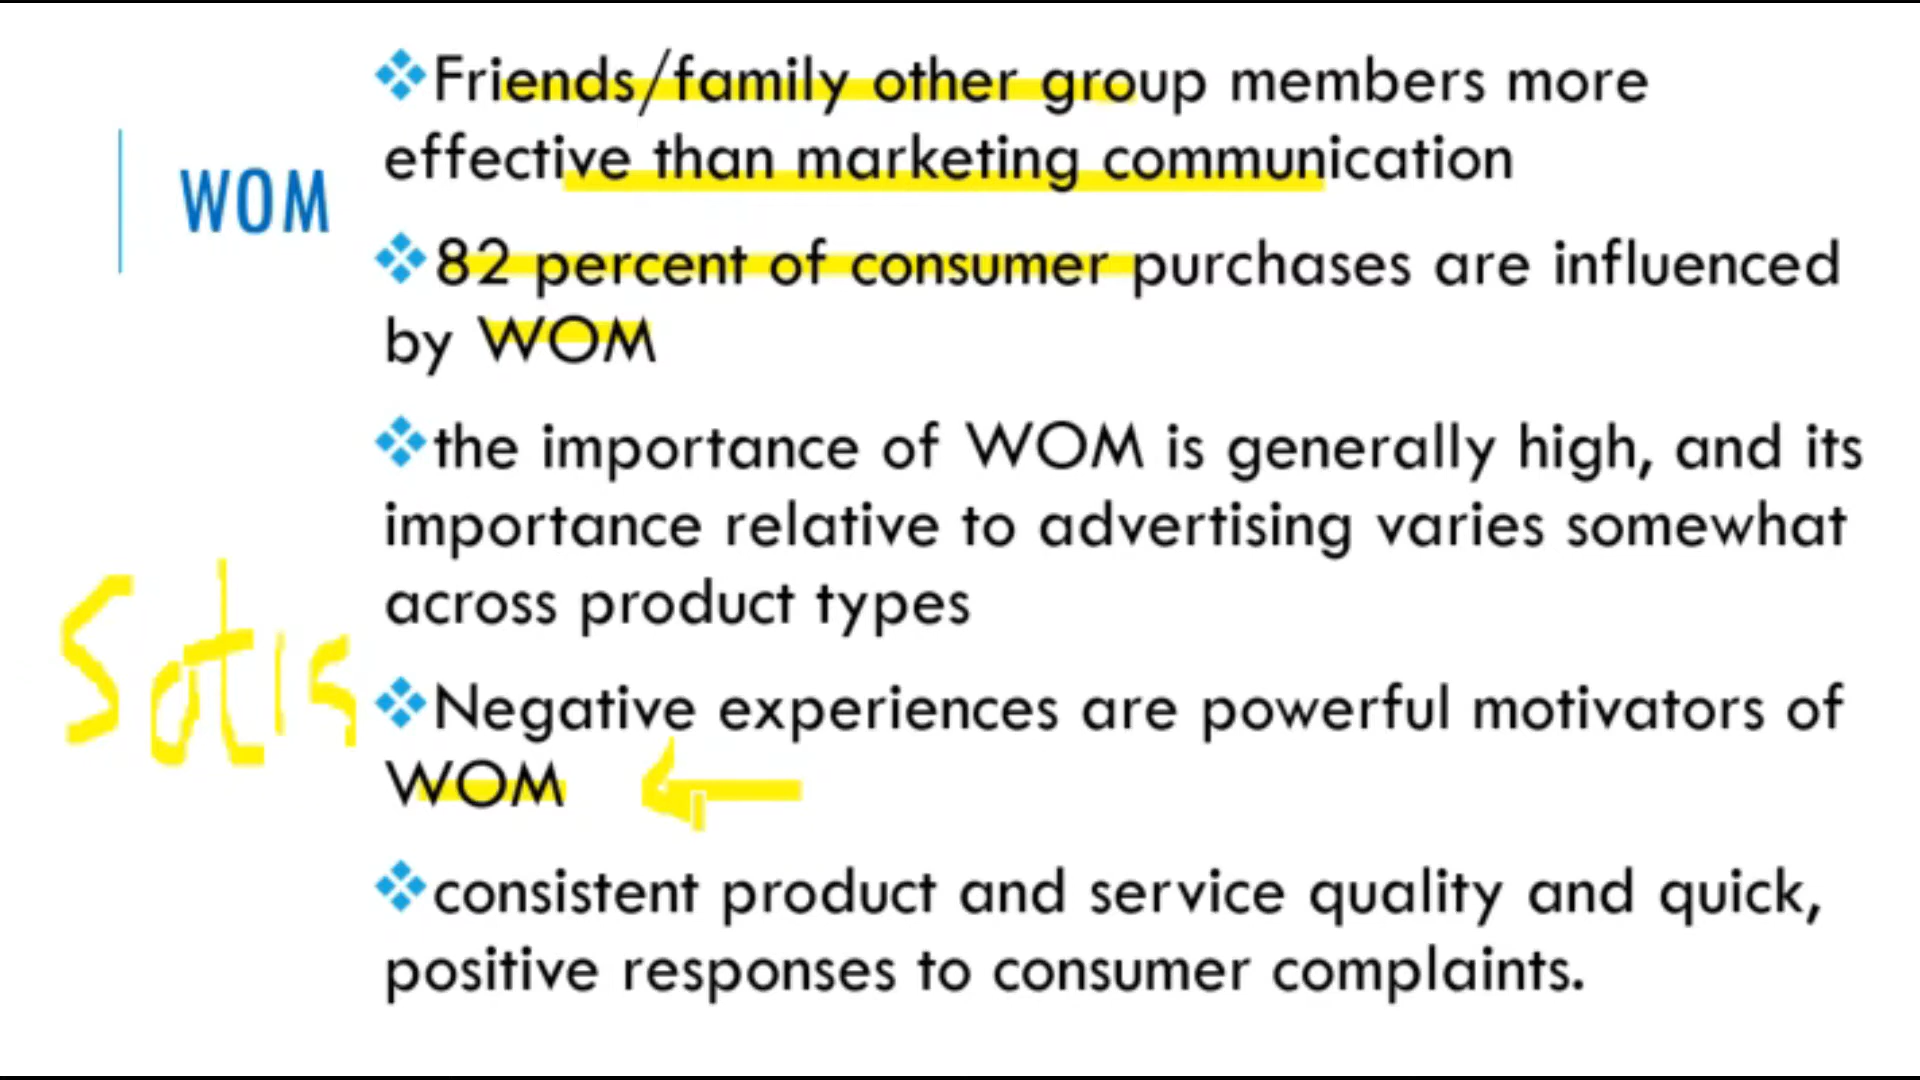 WOM
❖Friends/family other group members more
effective than marketing communication
❖82 percent of consumer purchases are influenced
by WOM
❖the importance of WOM is generally high, and its
importance relative to advertising varies somewhat
across product types
Satis
❖Negative experiences are powerful motivators of
WOM
❖consistent product and service quality and quick,
positive responses to consumer complaints.